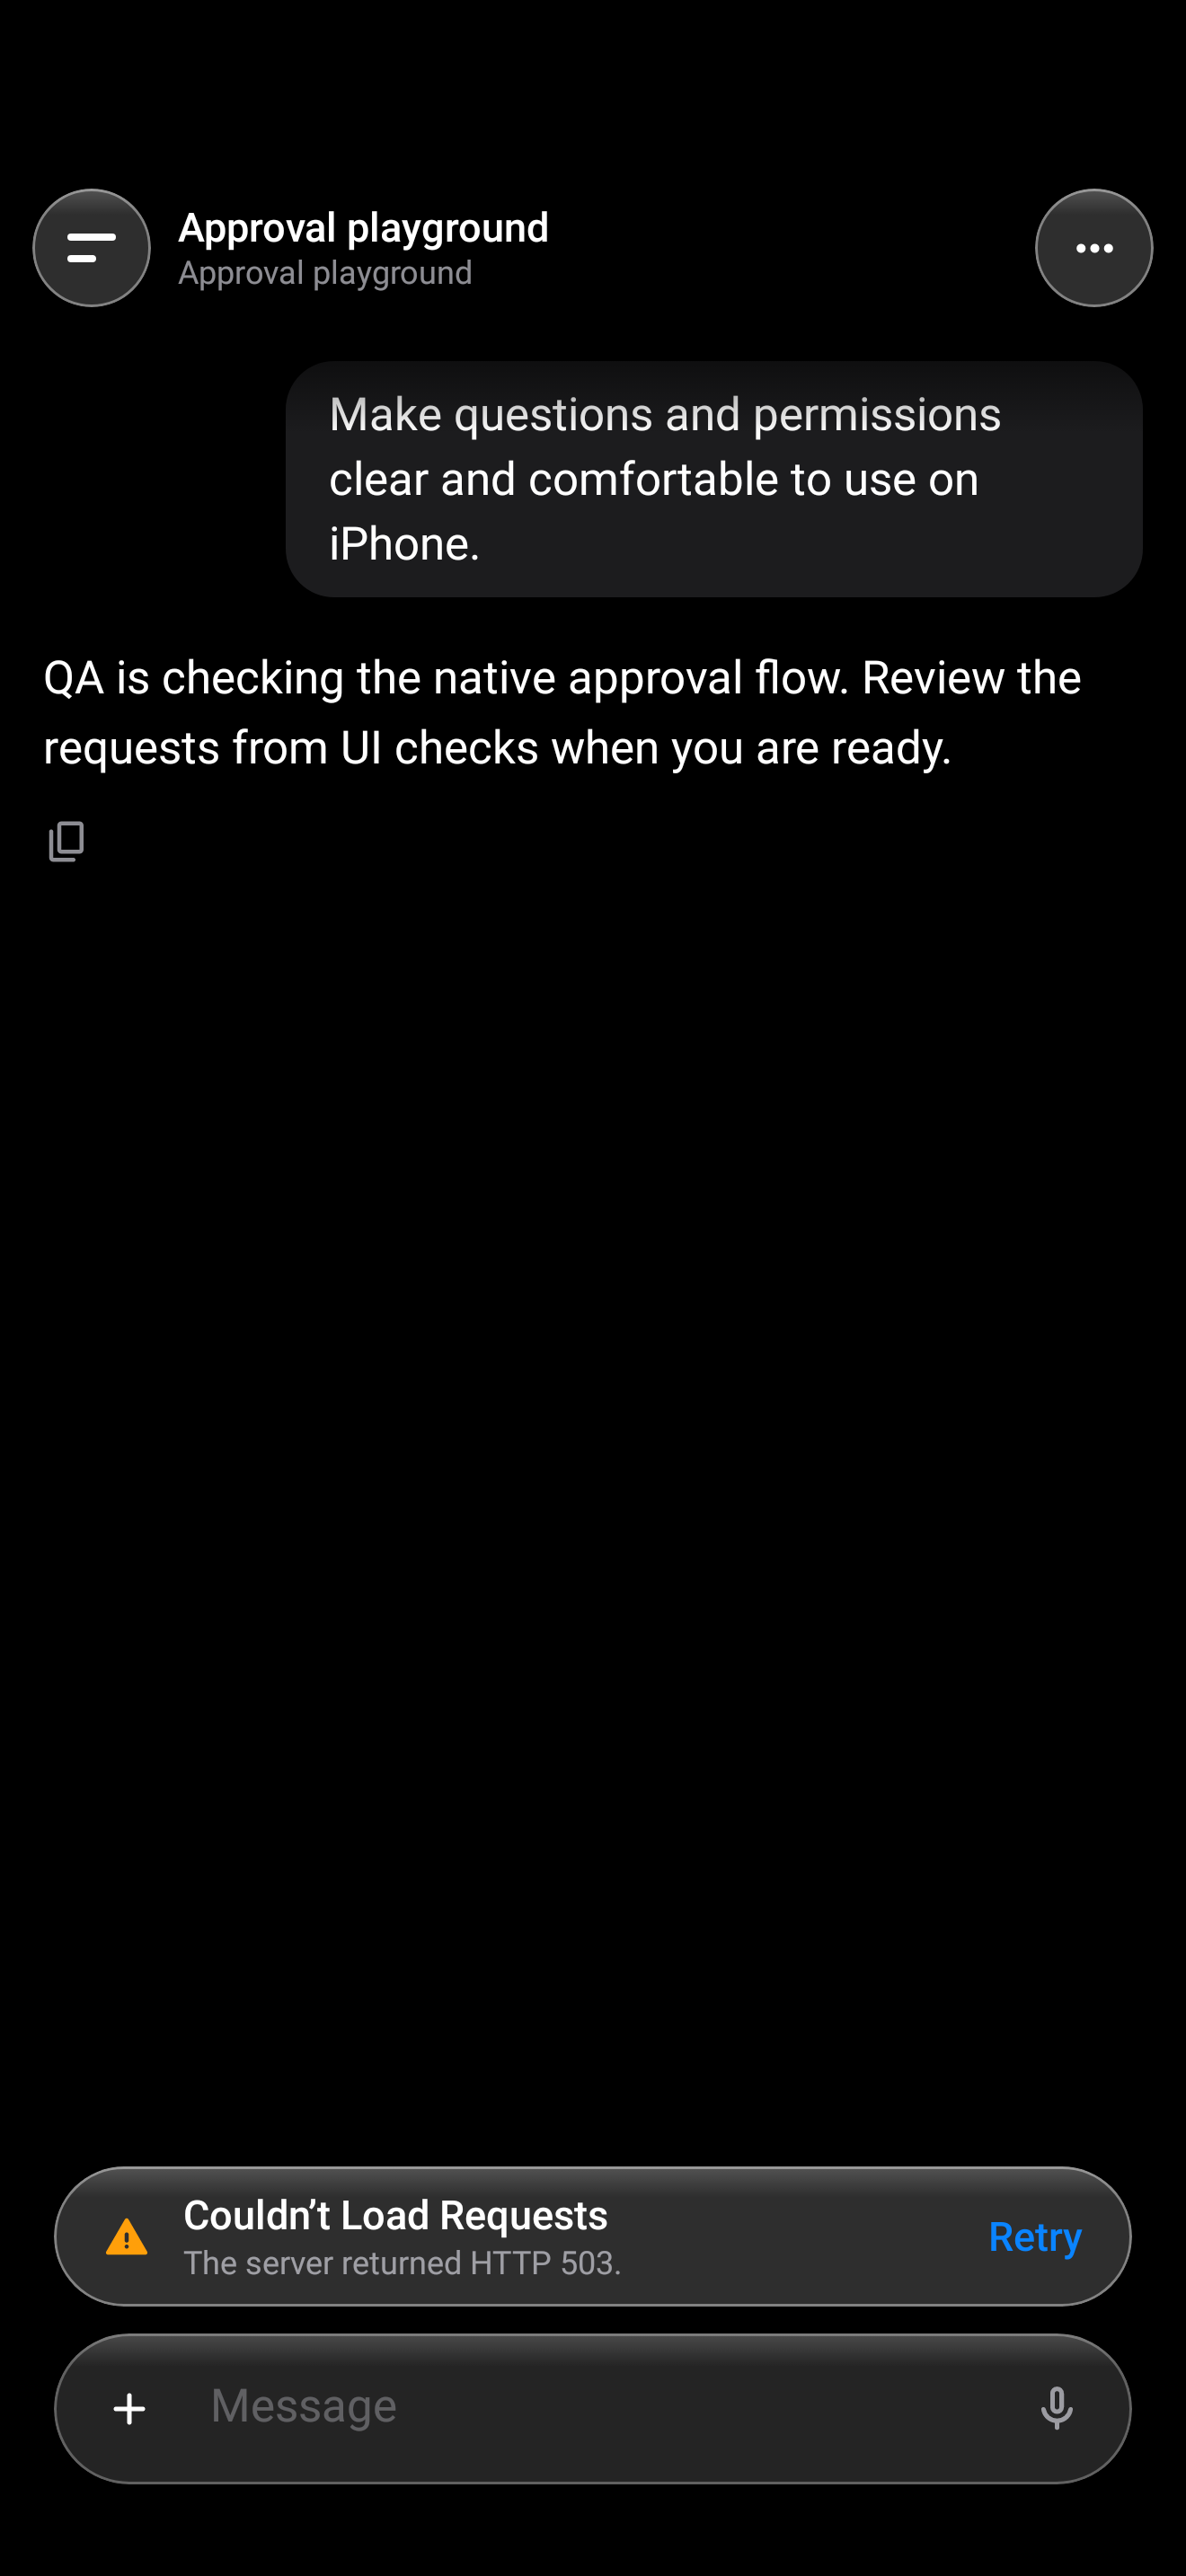 Approval playground
Approval playground
Make questions and permissions
clear and comfortable to use on
iPhone.
QA is checking the native approval flow. Review the
requests from UI checks when you are ready.
Couldn’t Load Requests
The server returned HTTP 503.
Retry
Message